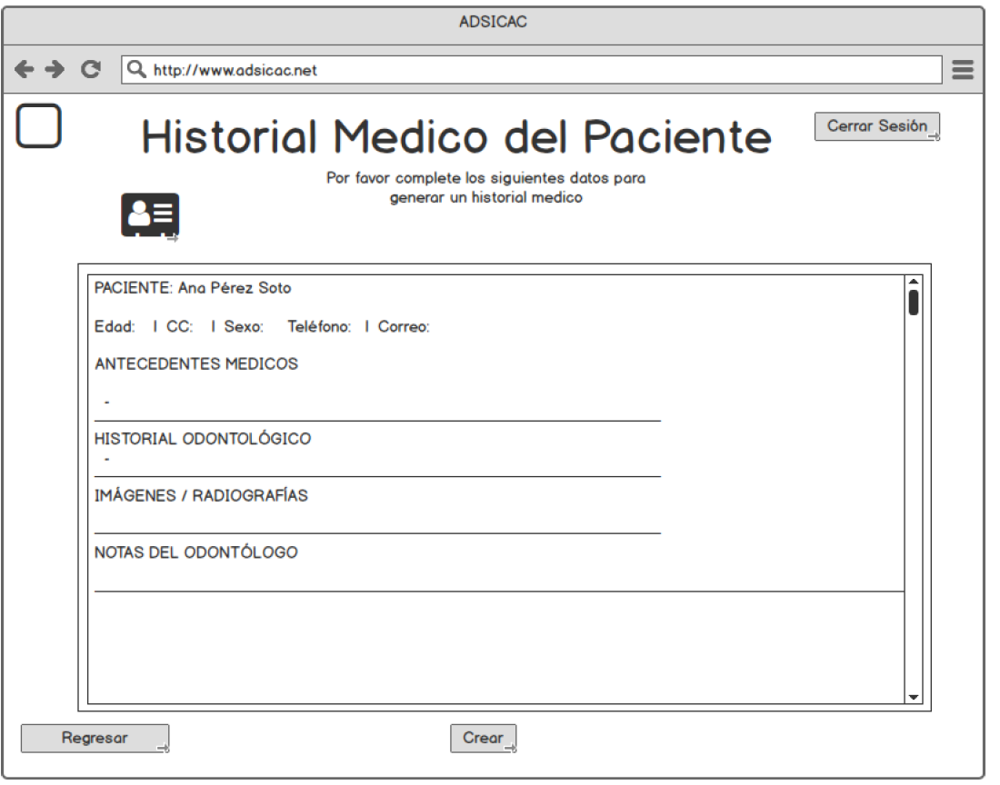 ADSICAC
http://www.adsicac.net
Historial Medico del Paciente
Cerrar Sesión
Por favor complete los siguientes datos para
generar un historial medico
PACIENTE: Ana Pérez Soto
Edad: | CC: | Sexo: Teléfono: | Correo:
ANTECEDENTES MEDICOS
-
HISTORIAL ODONTOLÓGICO
-
IMÁGENES / RADIOGRAFÍAS
NOTAS DEL ODONTÓLOGO
Regresar
Crear